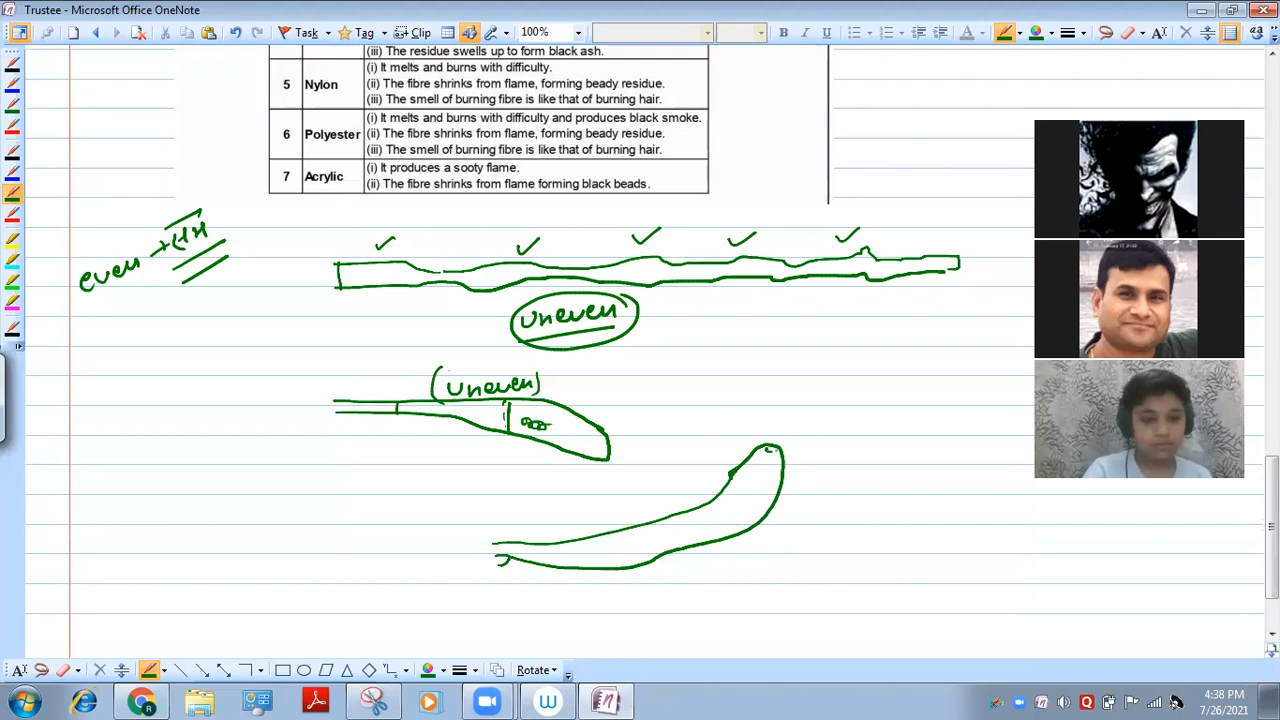 Trustee - Microsoft Office OneNote
Task Tag Clip 100% B I U
(iii) The residue swells up to form black ash.
5 Nylon
(i) It melts and burns with difficulty.
(ii) The fibre shrinks from flame, forming beady residue.
(iii) The smell of burning fibre is like that of burning hair.
6 Polyester
(i) It melts and burns with difficulty and produces black smoke.
(ii) The fibre shrinks from flame, forming beady residue.
(iii) The smell of burning fibre is like that of burning hair.
7 Acrylic
(i) It produces a sooty flame.
(ii) The fibre shrinks from flame forming black beads.
even
uneven
(uneven)
Rotate
4:38 PM
7/26/2021